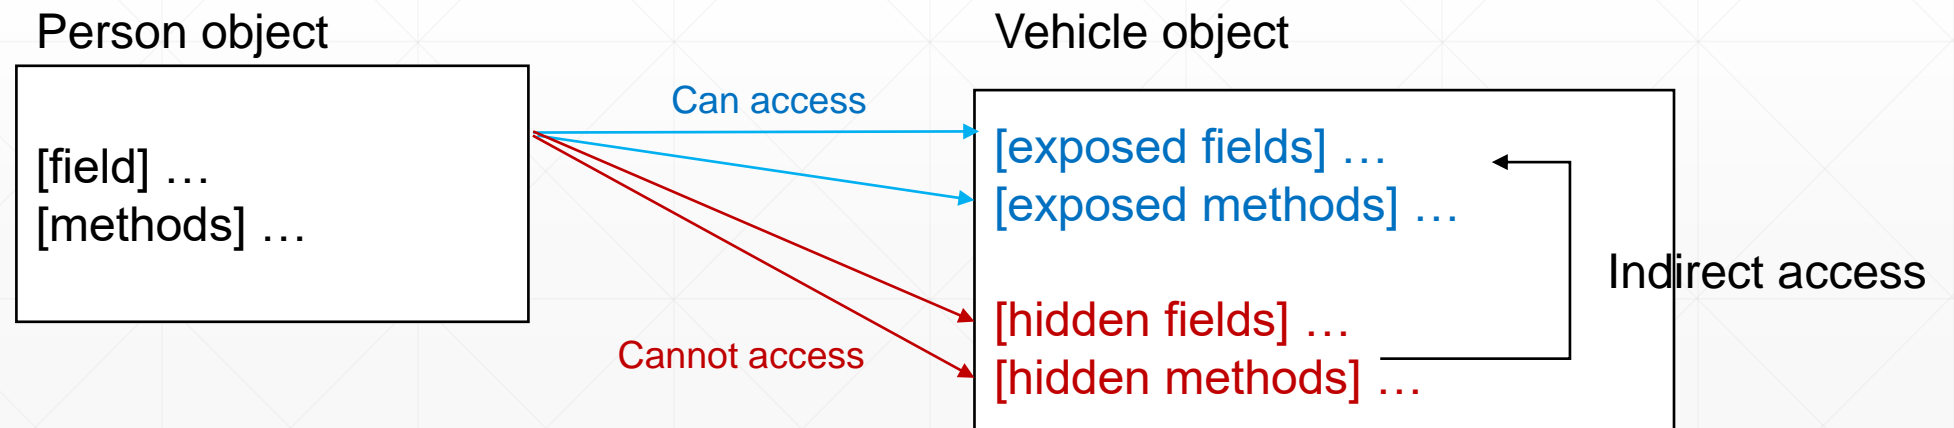 Person object
[field] …
[methods] …
Can access
Cannot access
Vehicle object
[exposed fields] …
[exposed methods] …
[hidden fields] …
[hidden methods] …
Indirect access